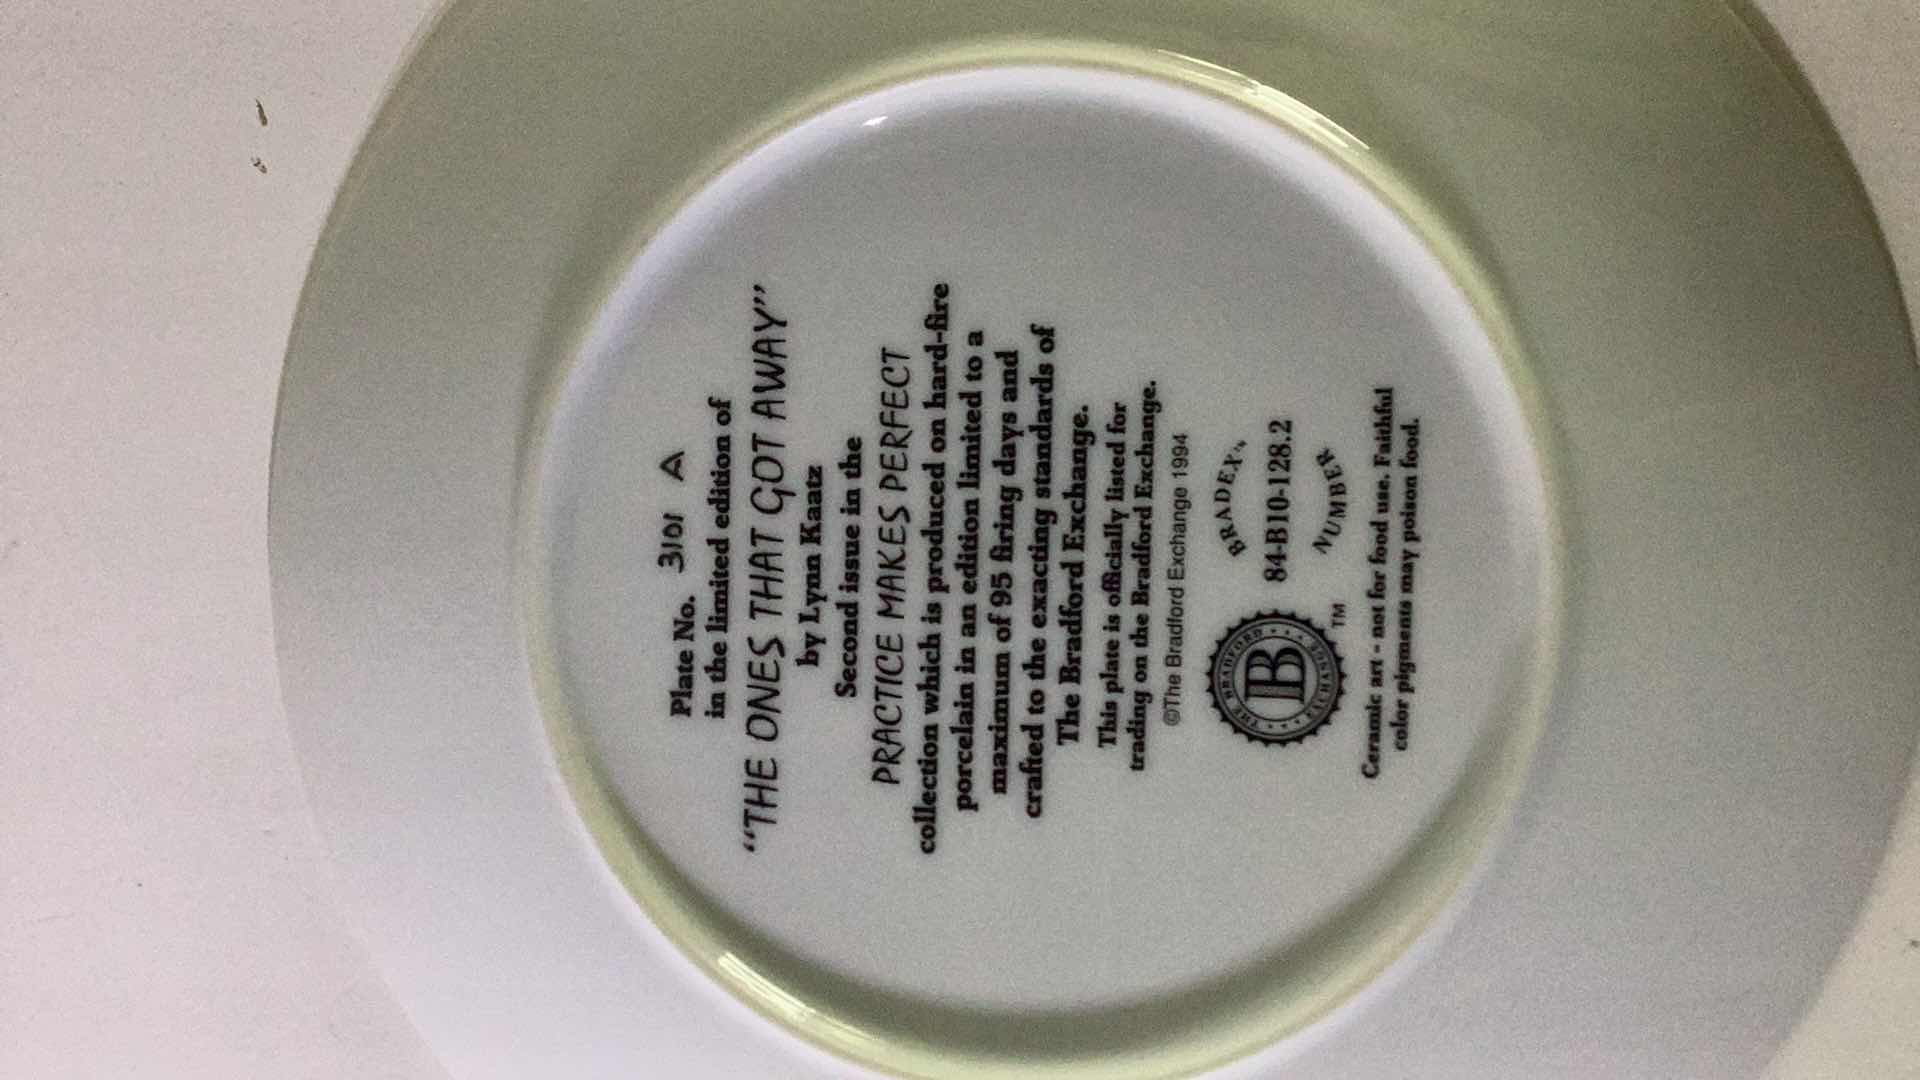 Plate No. 3101 A
in the limited edition of
“THE ONES THAT GOT AWAY”
by Lynn Kaatz
Second issue in the
PRACTICE MAKES PERFECT
collection which is produced on hard-fire
porcelain in an edition limited to a
maximum of 95 firing days and
crafted to the exacting standards of
The Bradford Exchange.
This plate is officially listed for
trading on the Bradford Exchange.
©The Bradford Exchange 1994
THE BRADFORD
B
EXCHANGE
TM
BRADEX™
84-B10-128.2
NUMBER
Ceramic art - not for food use. Faithful
color pigments may poison food.